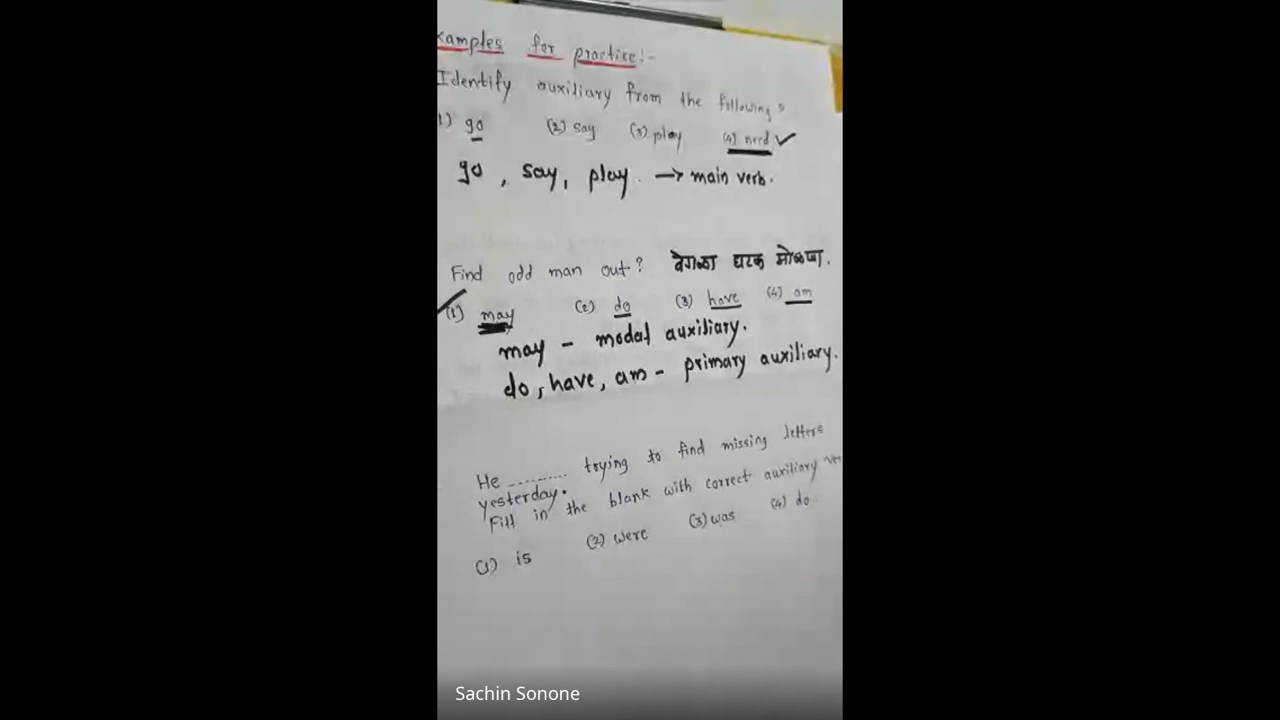 xamples for practice:-
Identify auxiliary from the following?
1) go (2) say (3) play (4) need ✓
go, say, play. → main verb.
Find odd man out? वेगळा घटक ओळखा.
(1) may (2) do (3) have (4) am
may - modal auxiliary.
do, have, am - primary auxiliary.
He .......... trying to find missing letters
yesterday.
Fill in the blank with correct auxiliary
(1) is (2) were (3) was (4) do
Sachin Sonone